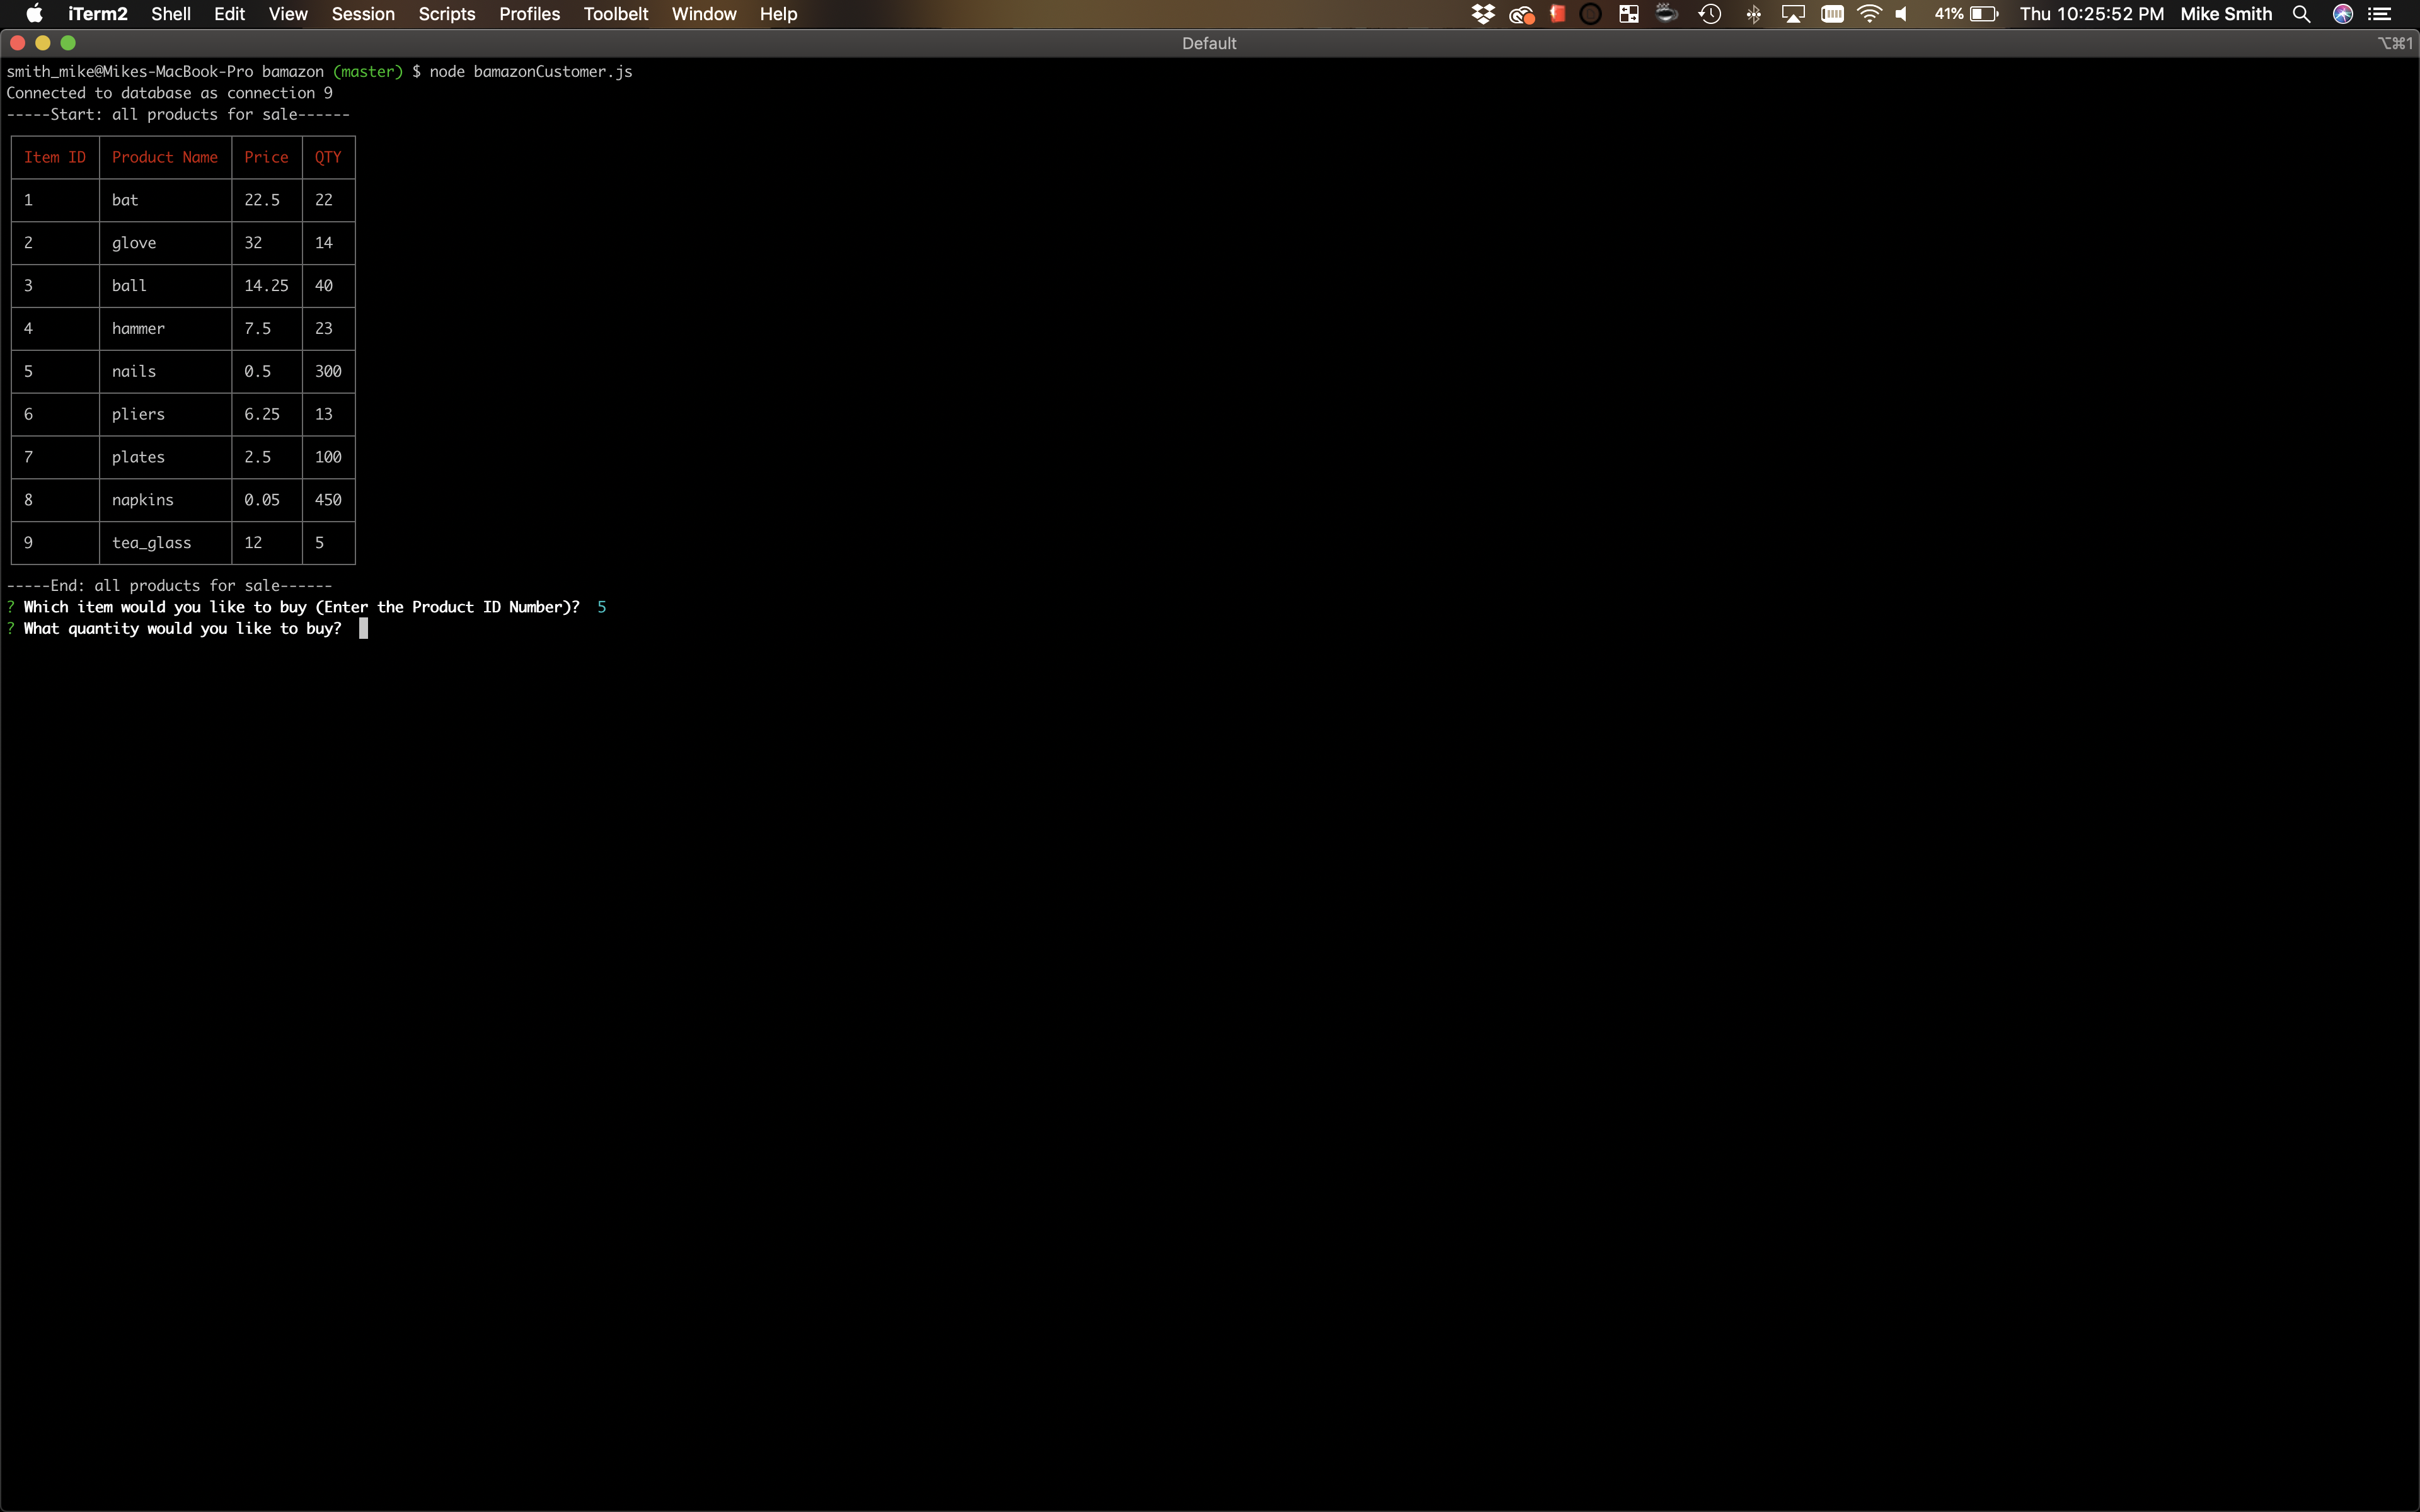 iTerm2 Shell Edit View Session Scripts Profiles Toolbelt Window Help 41% Thu 10:25:52 PM Mike Smith
Default ⌥⌘1
smith_mike@Mikes-MacBook-Pro bamazon (master) $ node bamazonCustomer.js
Connected to database as connection 9
-----Start: all products for sale------
Item ID Product Name Price QTY
1 bat 22.5 22
2 glove 32 14
3 ball 14.25 40
4 hammer 7.5 23
5 nails 0.5 300
6 pliers 6.25 13
7 plates 2.5 100
8 napkins 0.05 450
9 tea_glass 12 5
-----End: all products for sale------
? Which item would you like to buy (Enter the Product ID Number)? 5
? What quantity would you like to buy?